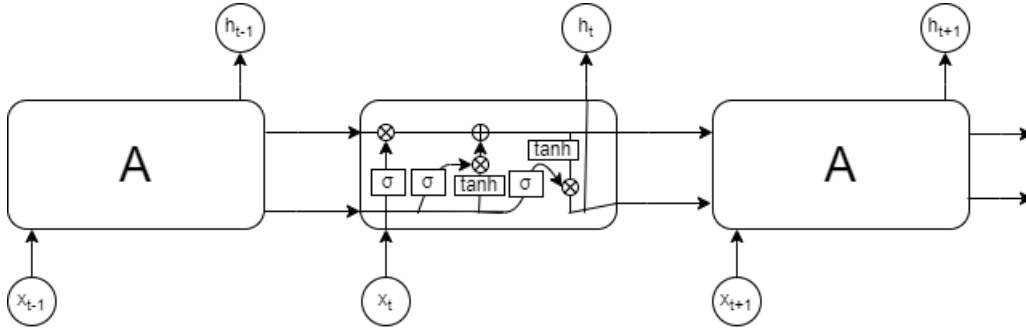 h_{t-1} h_t h_{t+1}
A A
tanh
σ σ tanh σ
x_{t-1} x_t x_{t+1}